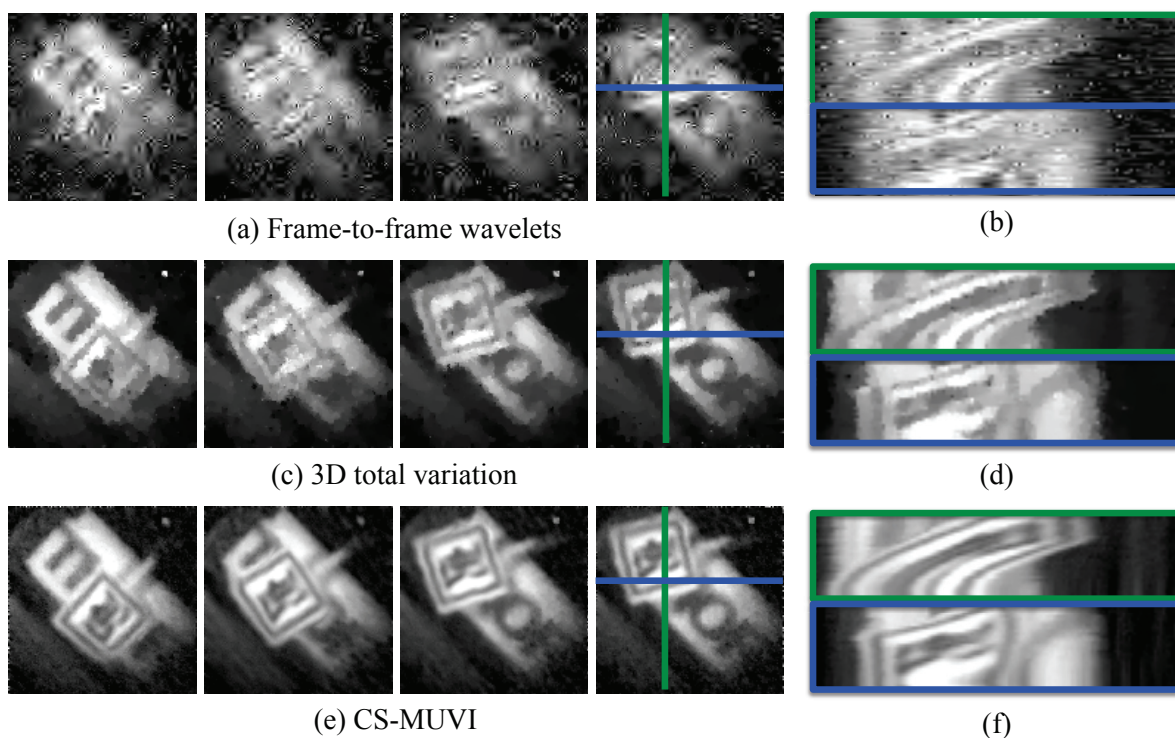 (a) Frame-to-frame wavelets
(b)
(c) 3D total variation
(d)
(e) CS-MUVI
(f)